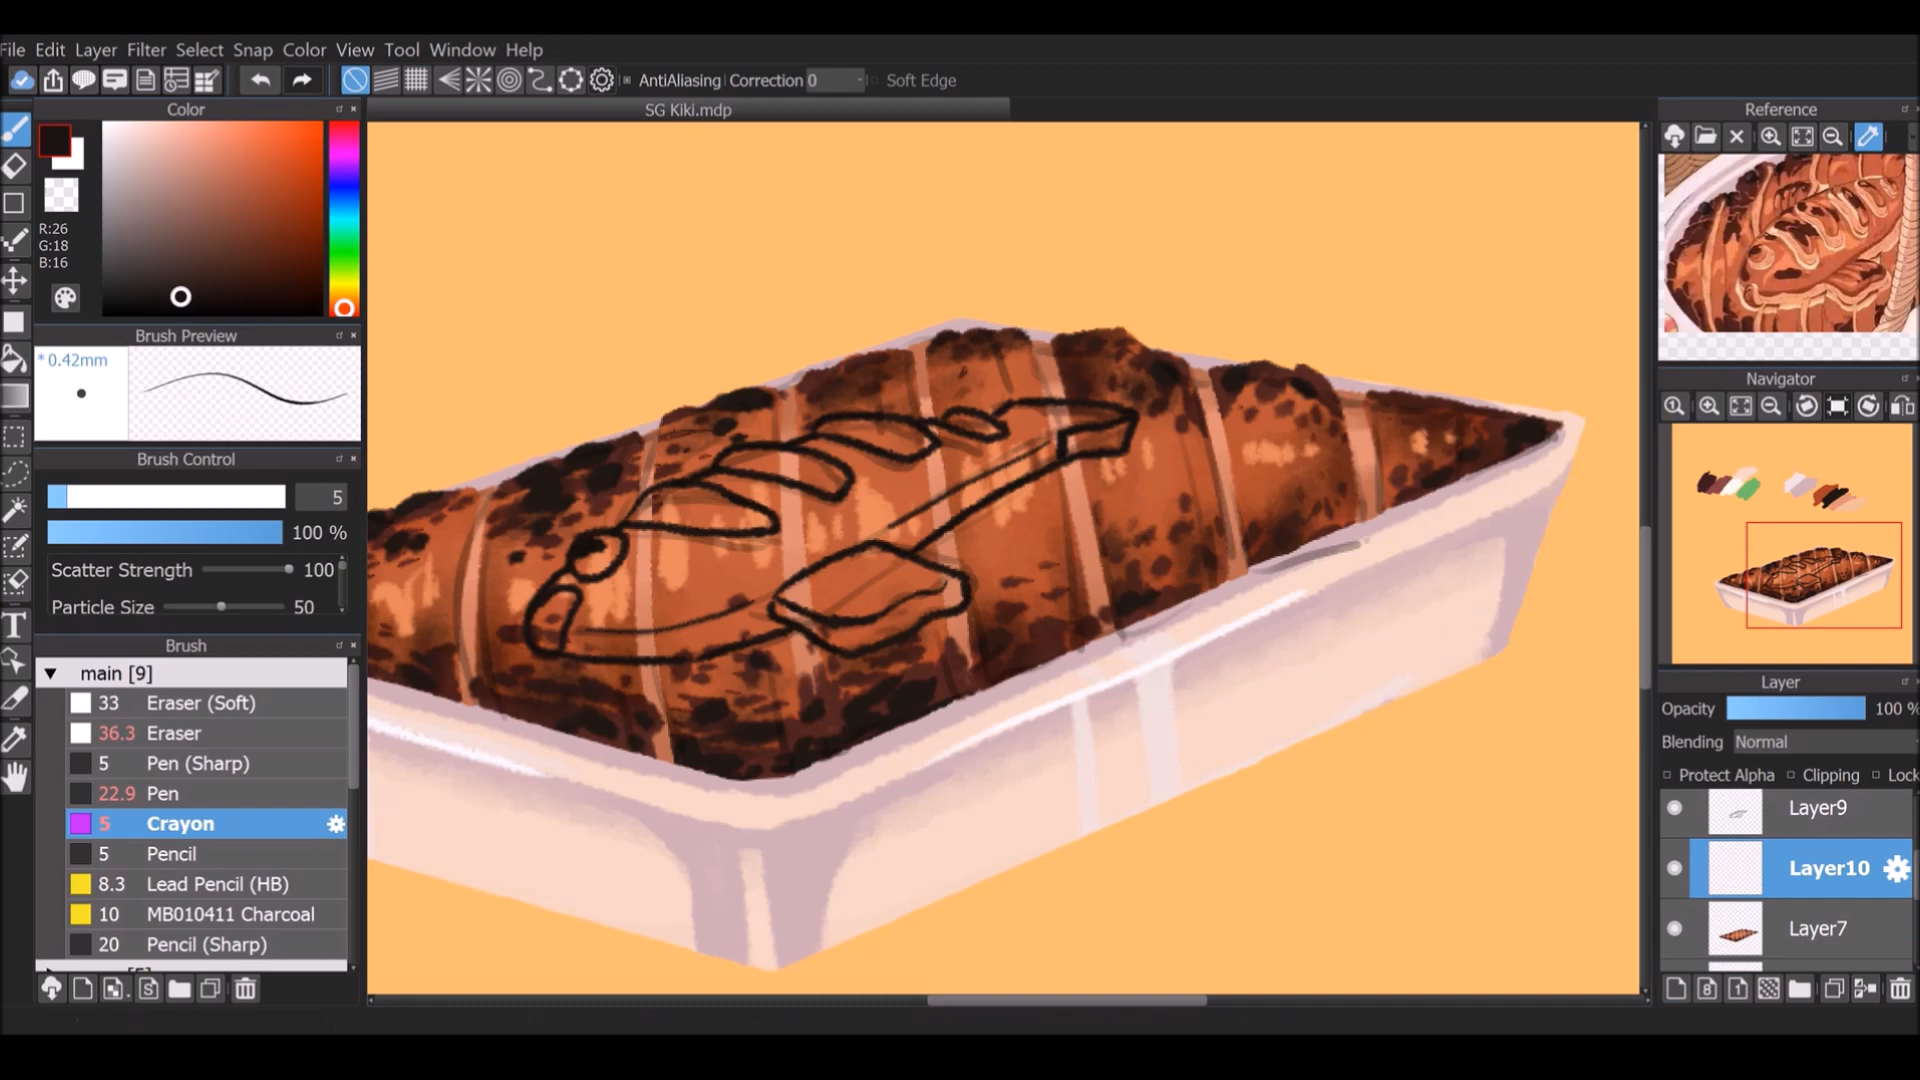 File Edit Layer Filter Select Snap Color View Tool Window Help
AntiAliasing Correction 0 Soft Edge
Color
SG Kiki.mdp
Reference
R:26
G:18
B:16
Brush Preview
*0.42mm
Navigator
Brush Control
5
100 %
Scatter Strength 100
Particle Size 50
Brush
main [9]
33 Eraser (Soft)
36.3 Eraser
5 Pen (Sharp)
22.9 Pen
5 Crayon
5 Pencil
8.3 Lead Pencil (HB)
10 MB010411 Charcoal
20 Pencil (Sharp)
Layer
Opacity 100 %
Blending Normal
Protect Alpha Clipping Lock
Layer9
Layer10
Layer7